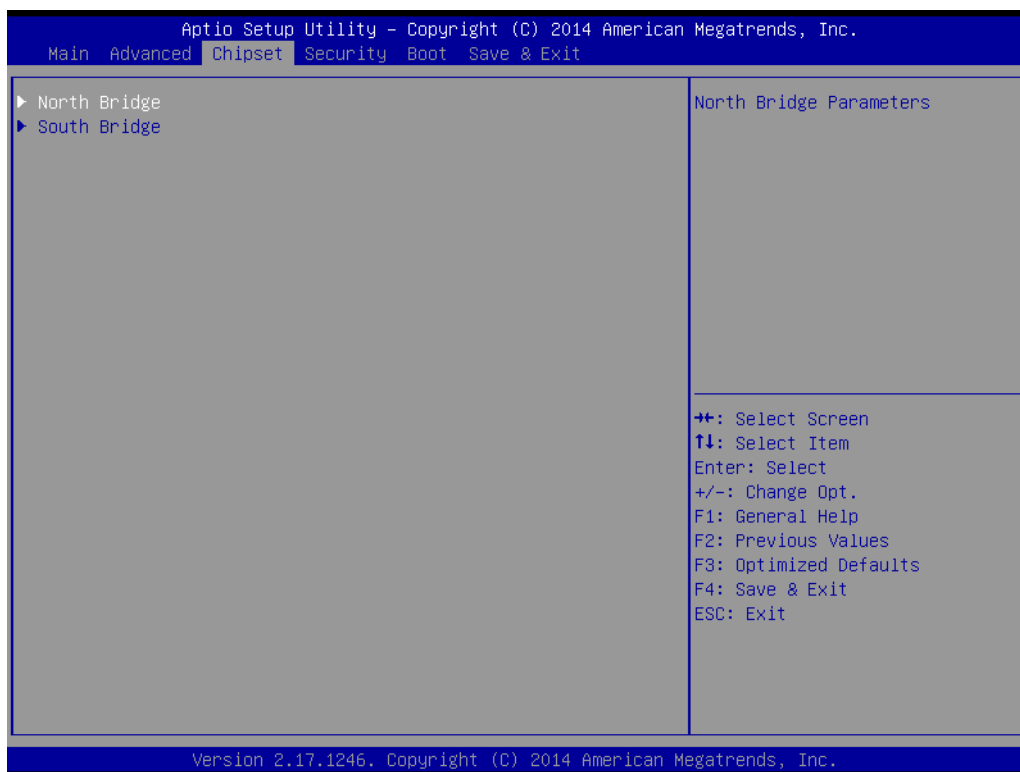 Aptio Setup Utility – Copyright (C) 2014 American Megatrends, Inc.
Main Advanced Chipset Security Boot Save & Exit
▶ North Bridge
▶ South Bridge
North Bridge Parameters
→←: Select Screen
↑↓: Select Item
Enter: Select
+/-: Change Opt.
F1: General Help
F2: Previous Values
F3: Optimized Defaults
F4: Save & Exit
ESC: Exit
Version 2.17.1246. Copyright (C) 2014 American Megatrends, Inc.